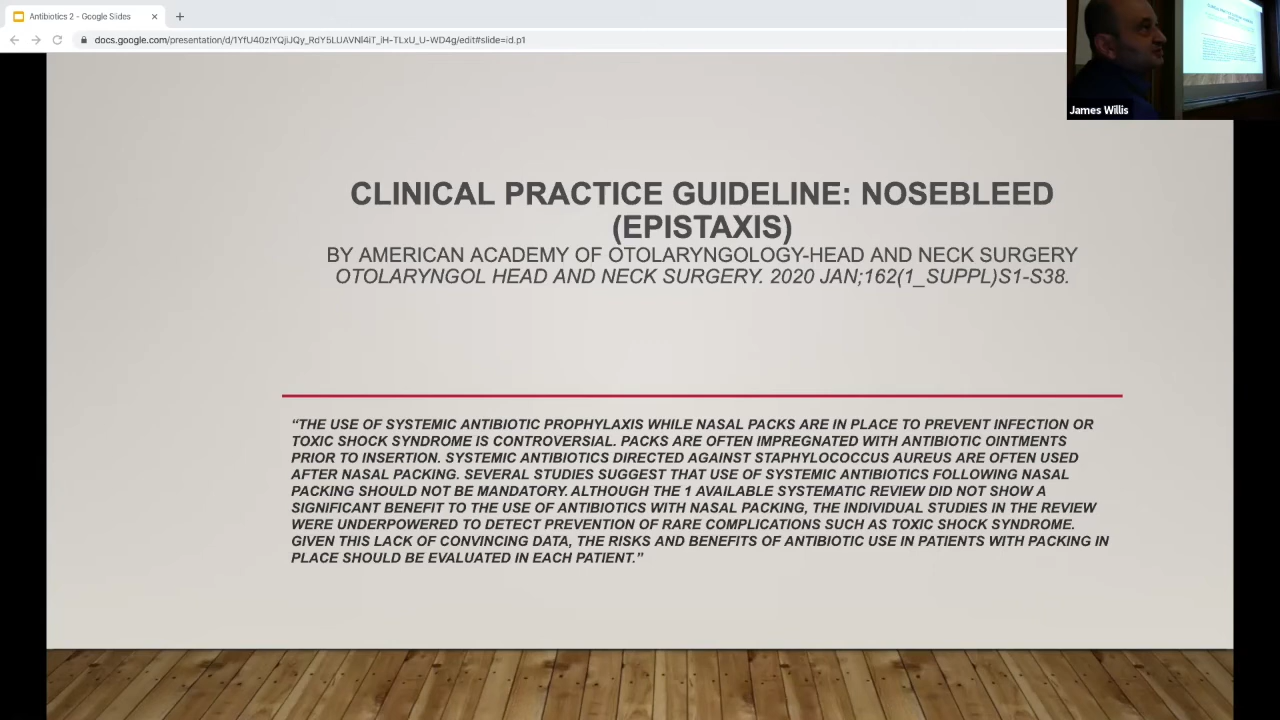 Antibiotics 2 - Google Slides
docs.google.com/presentation/d/1YfU40zIYQjiJQy_RdY5LUAVNl4iT_iH-TLxU_U-WD4g/edit#slide=id.p1
James Willis
CLINICAL PRACTICE GUIDELINE: NOSEBLEED
(EPISTAXIS)
BY AMERICAN ACADEMY OF OTOLARYNGOLOGY-HEAD AND NECK SURGERY
OTOLARYNGOL HEAD AND NECK SURGERY. 2020 JAN;162(1_SUPPL)S1-S38.
“THE USE OF SYSTEMIC ANTIBIOTIC PROPHYLAXIS WHILE NASAL PACKS ARE IN PLACE TO PREVENT INFECTION OR
TOXIC SHOCK SYNDROME IS CONTROVERSIAL. PACKS ARE OFTEN IMPREGNATED WITH ANTIBIOTIC OINTMENTS
PRIOR TO INSERTION. SYSTEMIC ANTIBIOTICS DIRECTED AGAINST STAPHYLOCOCCUS AUREUS ARE OFTEN USED
AFTER NASAL PACKING. SEVERAL STUDIES SUGGEST THAT USE OF SYSTEMIC ANTIBIOTICS FOLLOWING NASAL
PACKING SHOULD NOT BE MANDATORY. ALTHOUGH THE 1 AVAILABLE SYSTEMATIC REVIEW DID NOT SHOW A
SIGNIFICANT BENEFIT TO THE USE OF ANTIBIOTICS WITH NASAL PACKING, THE INDIVIDUAL STUDIES IN THE REVIEW
WERE UNDERPOWERED TO DETECT PREVENTION OF RARE COMPLICATIONS SUCH AS TOXIC SHOCK SYNDROME.
GIVEN THIS LACK OF CONVINCING DATA, THE RISKS AND BENEFITS OF ANTIBIOTIC USE IN PATIENTS WITH PACKING IN
PLACE SHOULD BE EVALUATED IN EACH PATIENT.”